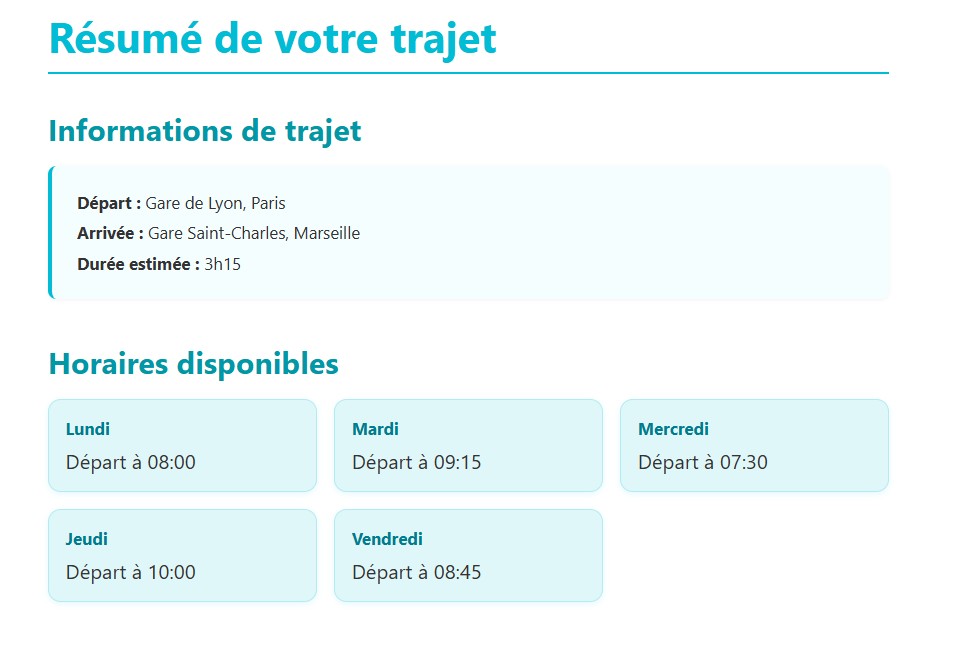 Résumé de votre trajet
Informations de trajet
Départ : Gare de Lyon, Paris
Arrivée : Gare Saint-Charles, Marseille
Durée estimée : 3h15
Horaires disponibles
Lundi
Départ à 08:00
Mardi
Départ à 09:15
Mercredi
Départ à 07:30
Jeudi
Départ à 10:00
Vendredi
Départ à 08:45